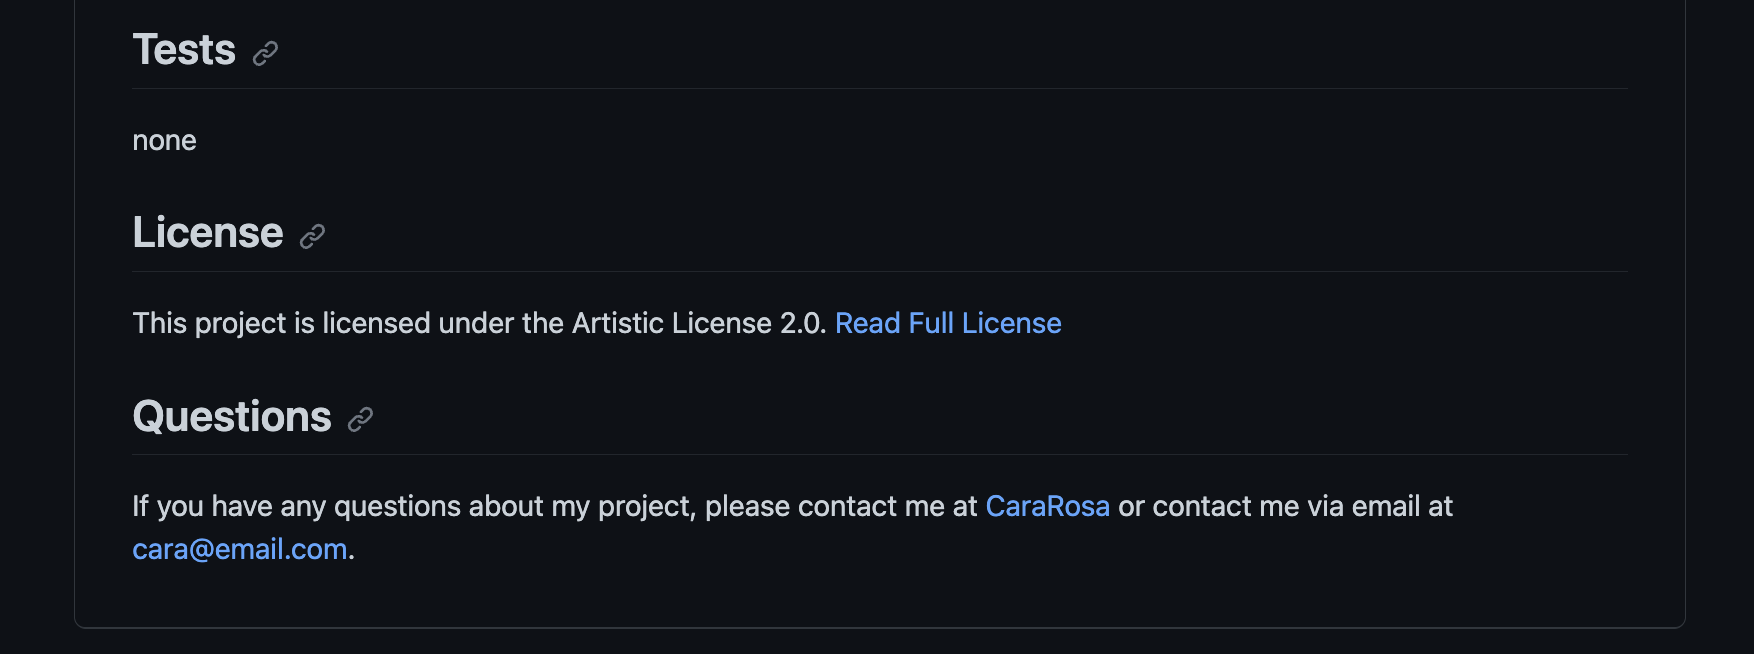 Tests
none
License
This project is licensed under the Artistic License 2.0. Read Full License
Questions
If you have any questions about my project, please contact me at CaraRosa or contact me via email at
cara@email.com.